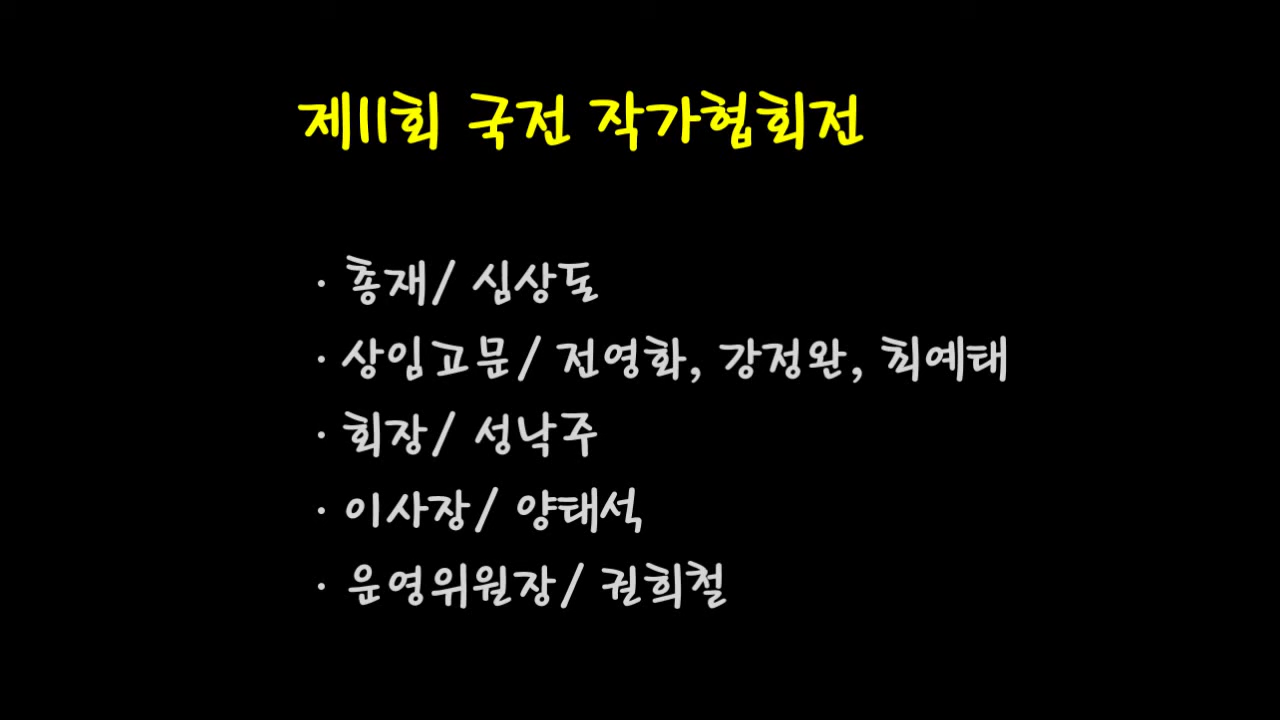 제11회 국전 작가협회전
· 총재/ 심상도
· 상임고문/ 전영화, 강정완, 최예태
· 회장/ 성낙주
· 이사장/ 양태석
· 운영위원장/ 권희철